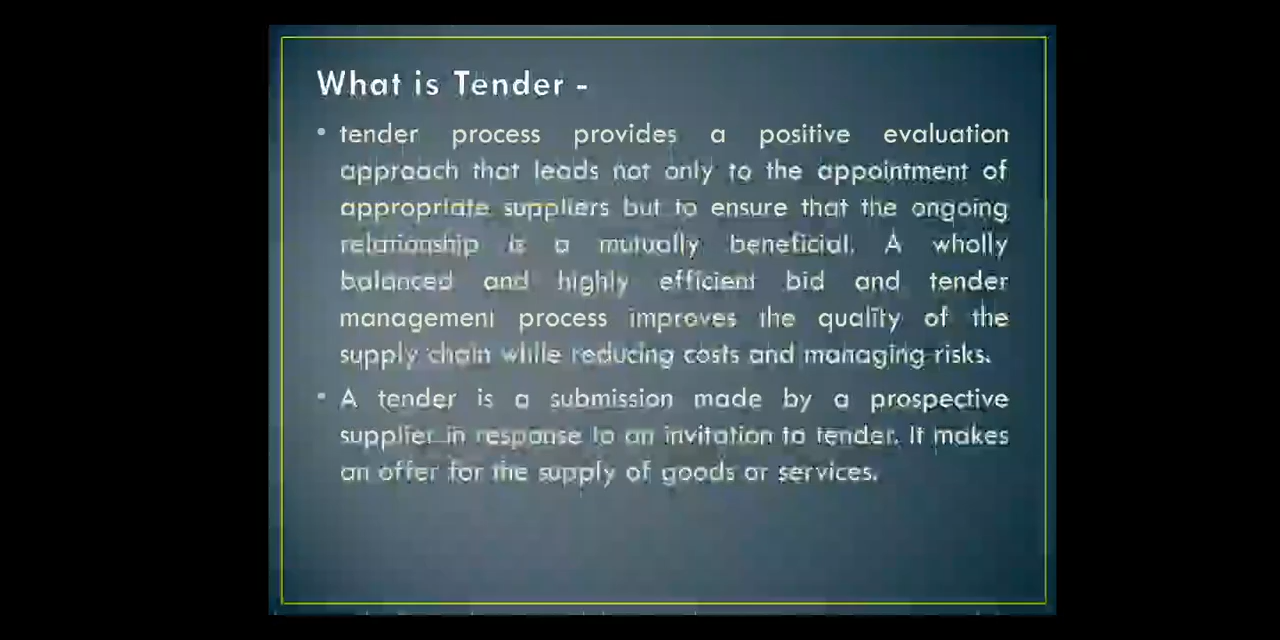 What is Tender -
• tender process provides a positive evaluation
approach that leads not only to the appointment of
appropriate suppliers but to ensure that the ongoing
relationship is a mutually beneficial. A wholly
balanced and highly efficient bid and tender
management process improves the quality of the
supply chain while reducing costs and managing risks.
• A tender is a submission made by a prospective
supplier in response to an invitation to tender. It makes
an offer for the supply of goods or services.